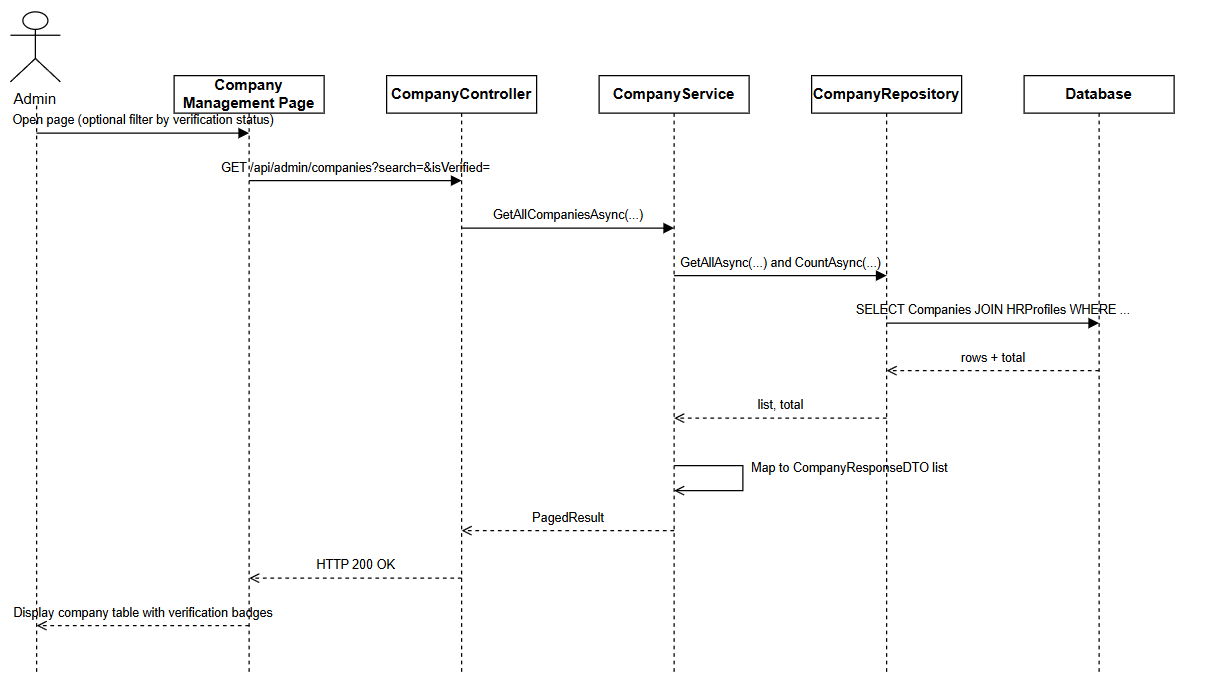 Admin
Company
Management Page
CompanyController
CompanyService
CompanyRepository
Database
Open page (optional filter by verification status)
GET /api/admin/companies?search=&isVerified=
GetAllCompaniesAsync(...)
GetAllAsync(...) and CountAsync(...)
SELECT Companies JOIN HRProfiles WHERE ...
rows + total
list, total
Map to CompanyResponseDTO list
PagedResult
HTTP 200 OK
Display company table with verification badges